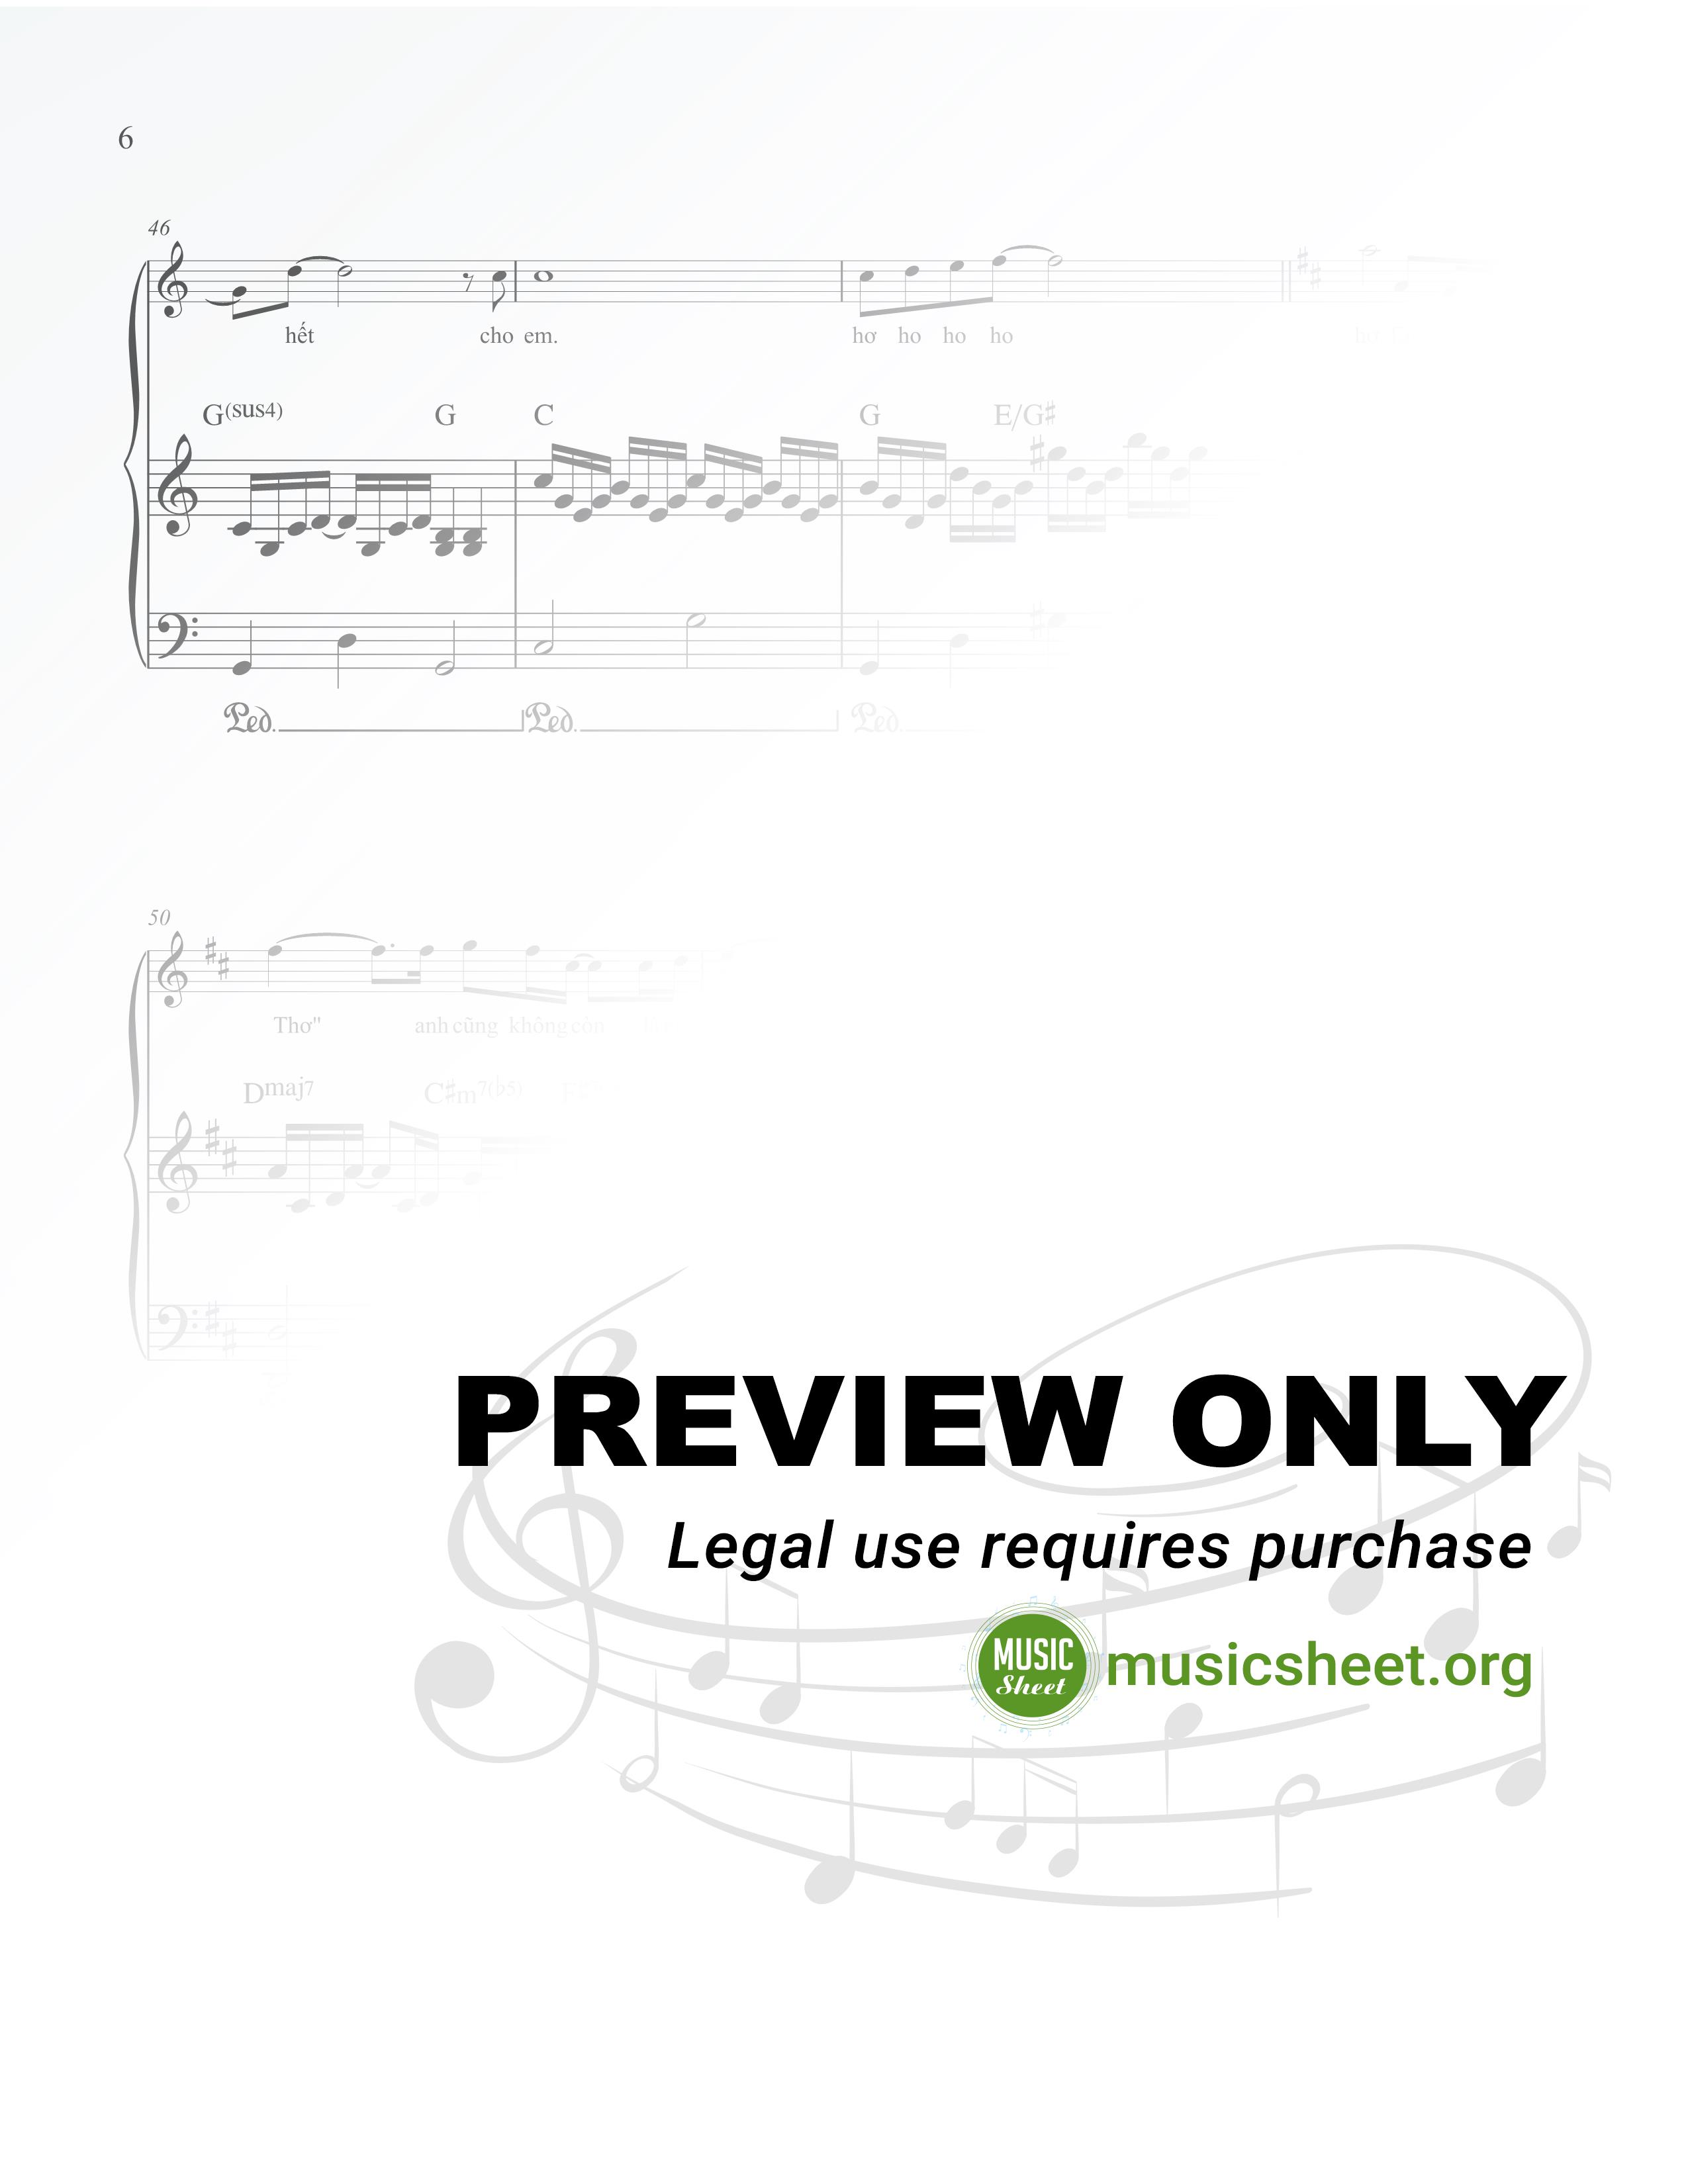 6
46
hết cho em. hơ ho ho ho
G(sus4) G C G E/G♯
Ped. Ped. Ped.
50
Thơ" anh cũng không còn
Dmaj7 C♯m7(♭5)
PREVIEW ONLY
Legal use requires purchase
MUSIC
Sheet
musicsheet.org